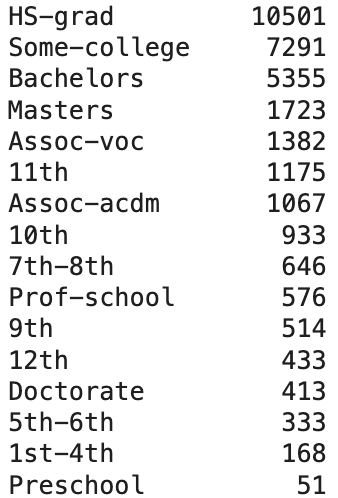 HS-grad 10501
Some-college 7291
Bachelors 5355
Masters 1723
Assoc-voc 1382
11th 1175
Assoc-acdm 1067
10th 933
7th-8th 646
Prof-school 576
9th 514
12th 433
Doctorate 413
5th-6th 333
1st-4th 168
Preschool 51